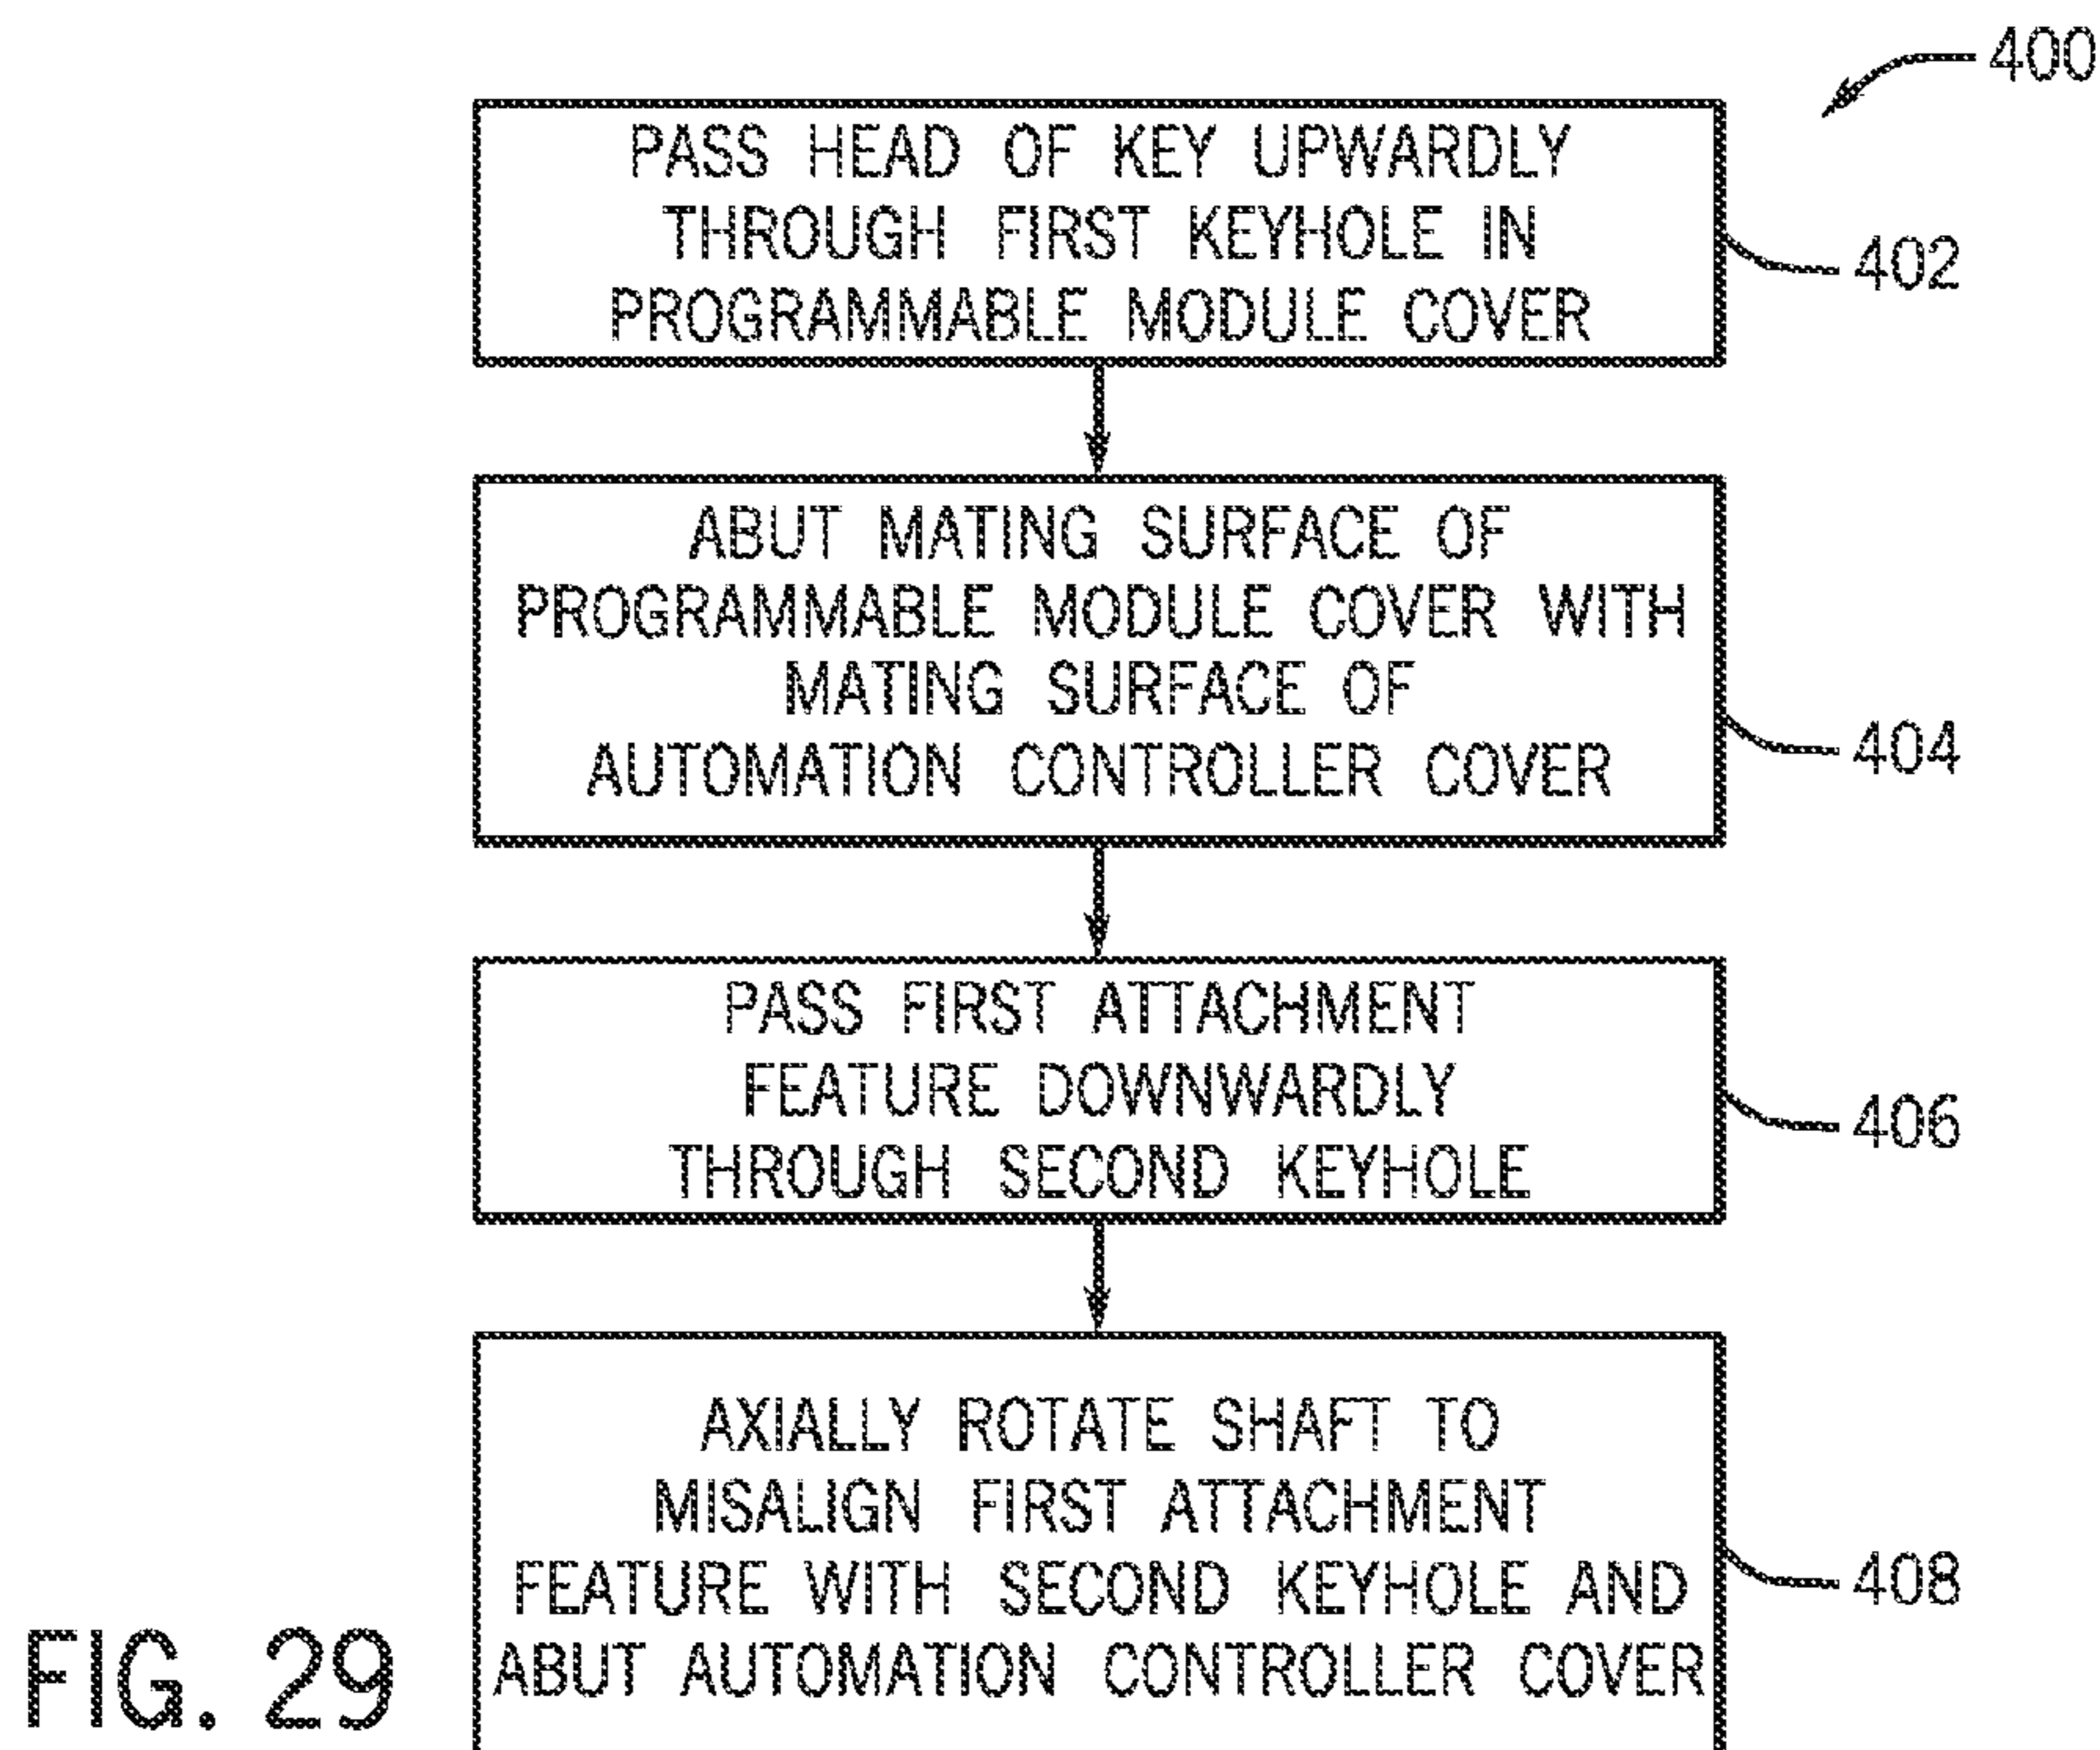 400
PASS HEAD OF KEY UPWARDLY
THROUGH FIRST KEYHOLE IN
PROGRAMMABLE MODULE COVER
402
ABUT MATING SURFACE OF
PROGRAMMABLE MODULE COVER WITH
MATING SURFACE OF
AUTOMATION CONTROLLER COVER
404
PASS FIRST ATTACHMENT
FEATURE DOWNWARDLY
THROUGH SECOND KEYHOLE
406
AXIALLY ROTATE SHAFT TO
MISALIGN FIRST ATTACHMENT
FEATURE WITH SECOND KEYHOLE AND
ABUT AUTOMATION CONTROLLER COVER
408
FIG. 29